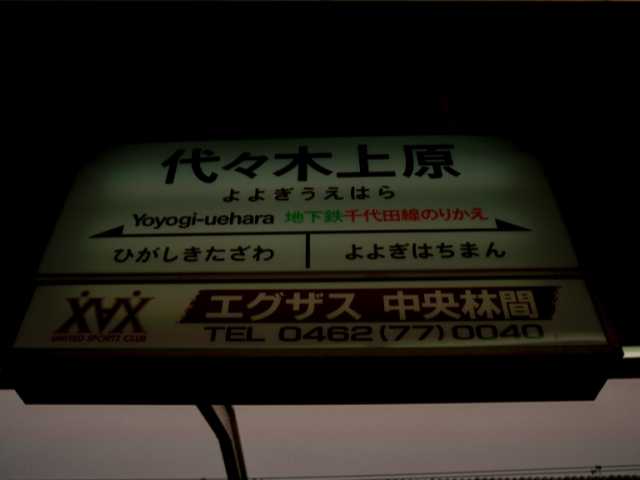 代々木上原
よよぎうえはら
Yoyogi-uehara 地下鉄千代田線のりかえ
ひがしきたざわ よよぎはちまん
XAX エグザス 中央林間
UNITED SPORTS CLUB TEL 0462(77)0040